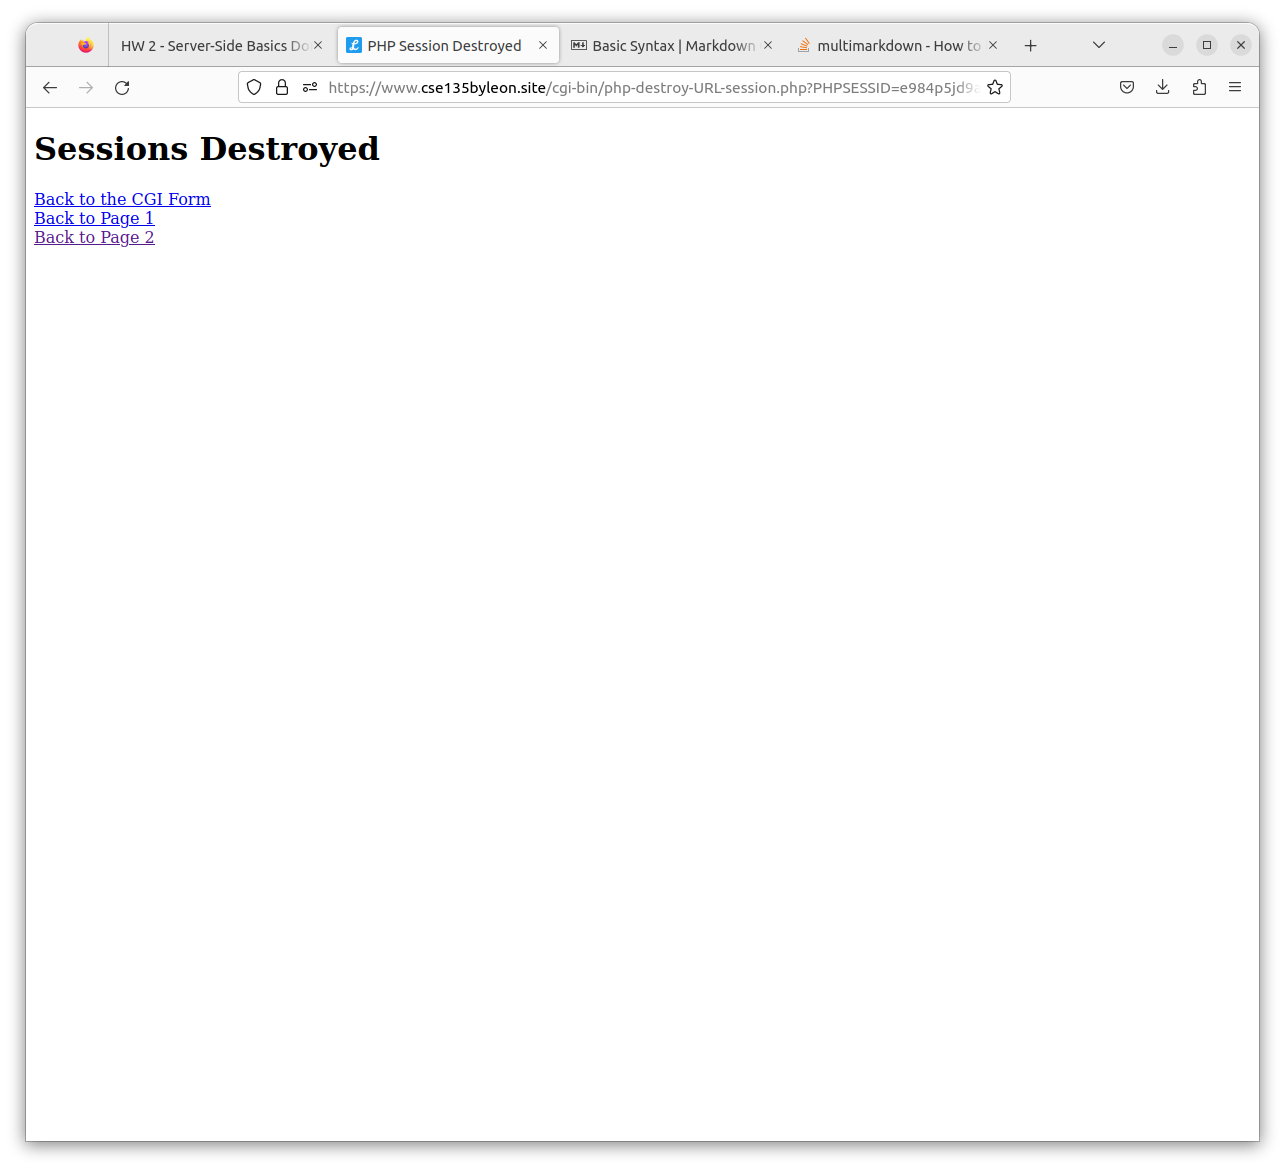 HW 2 - Server-Side Basics Do
PHP Session Destroyed
Basic Syntax | Markdown
multimarkdown - How to
https://www.cse135byleon.site/cgi-bin/php-destroy-URL-session.php?PHPSESSID=e984p5jd9
Sessions Destroyed
Back to the CGI Form
Back to Page 1
Back to Page 2